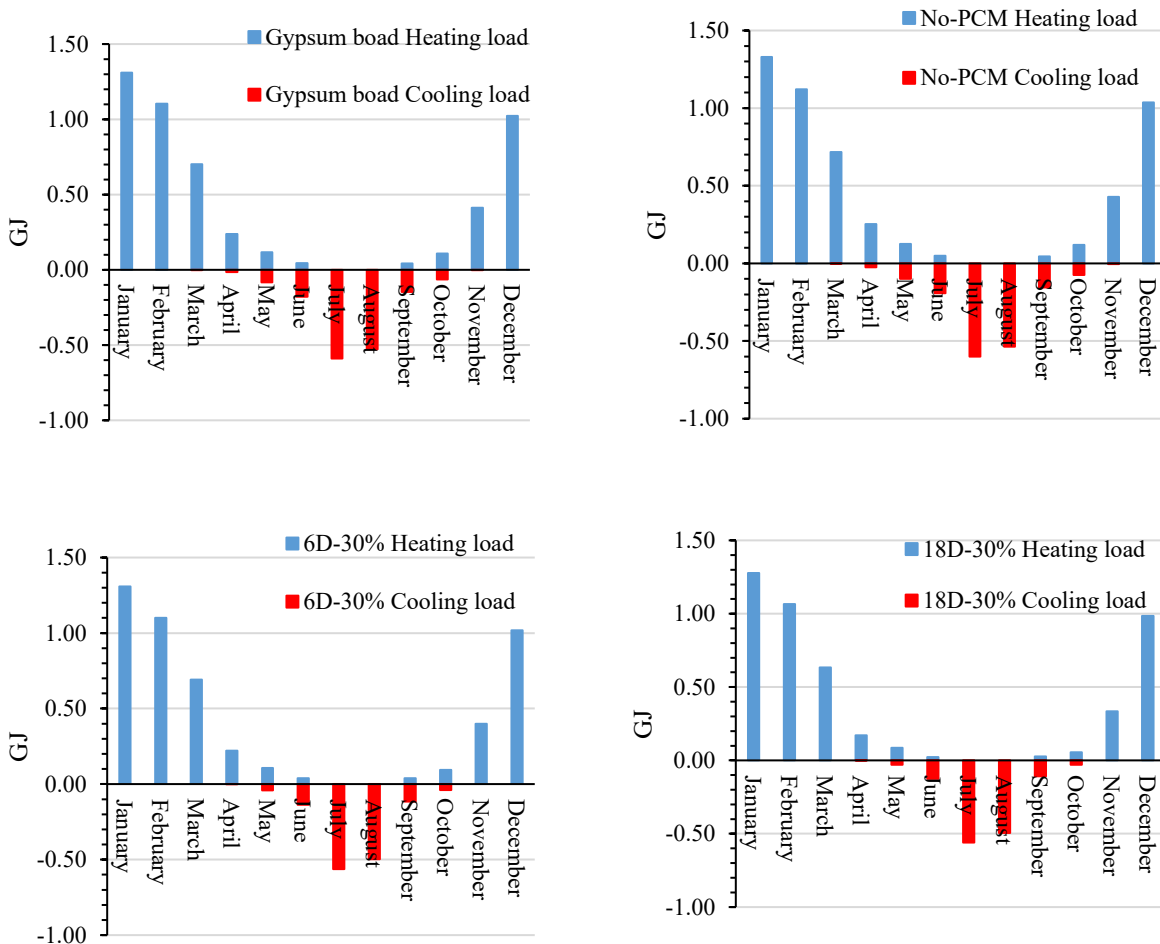 Gypsum boad Heating load
Gypsum boad Cooling load
1.50
1.00
0.50
0.00
-0.50
-1.00
GJ
January
February
March
April
May
June
July
August
September
October
November
December
No-PCM Heating load
No-PCM Cooling load
1.50
1.00
0.50
0.00
-0.50
-1.00
GJ
January
February
March
April
May
June
July
August
September
October
November
December
6D-30% Heating load
6D-30% Cooling load
1.50
1.00
0.50
0.00
-0.50
-1.00
GJ
January
February
March
April
May
June
July
August
September
October
November
December
18D-30% Heating load
18D-30% Cooling load
1.50
1.00
0.50
0.00
-0.50
-1.00
GJ
January
February
March
April
May
June
July
August
September
October
November
December